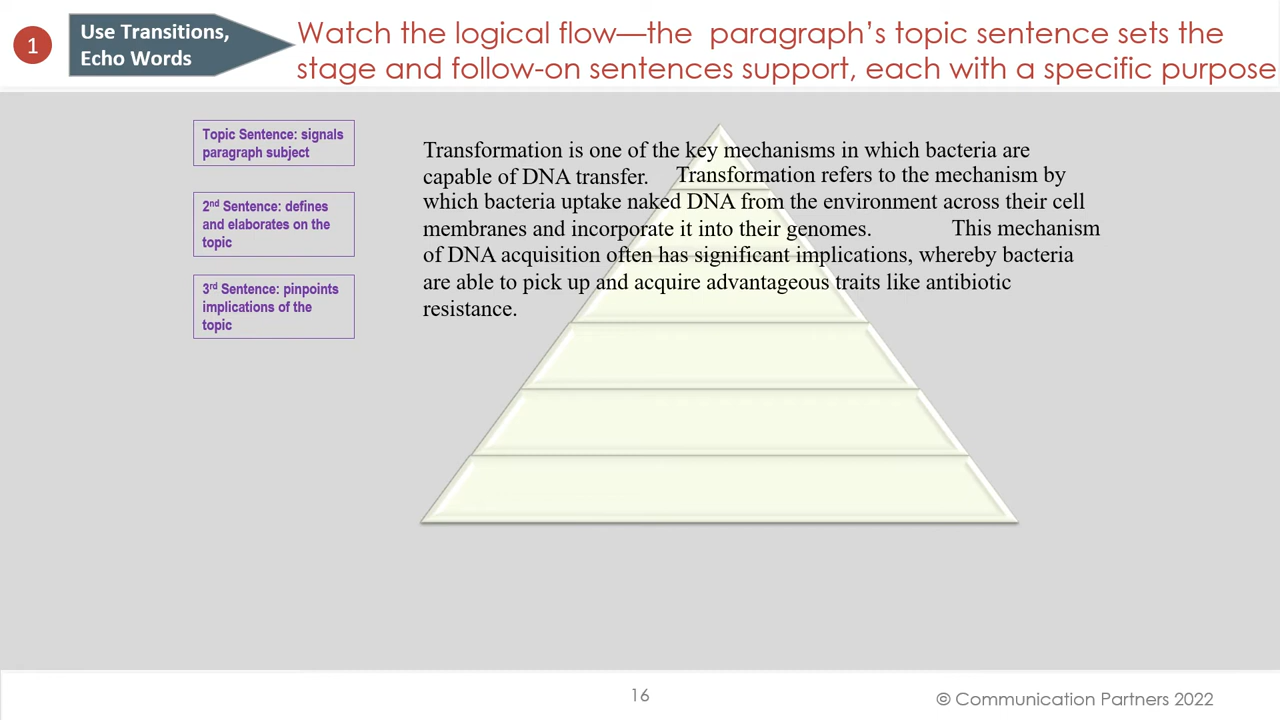 1
Use Transitions,
Echo Words
Watch the logical flow—the paragraph's topic sentence sets the
stage and follow-on sentences support, each with a specific purpose
Topic Sentence: signals
paragraph subject
2nd Sentence: defines
and elaborates on the
topic
3rd Sentence: pinpoints
implications of the
topic
Transformation is one of the key mechanisms in which bacteria are
capable of DNA transfer. Transformation refers to the mechanism by
which bacteria uptake naked DNA from the environment across their cell
membranes and incorporate it into their genomes. This mechanism
of DNA acquisition often has significant implications, whereby bacteria
are able to pick up and acquire advantageous traits like antibiotic
resistance.
16
© Communication Partners 2022